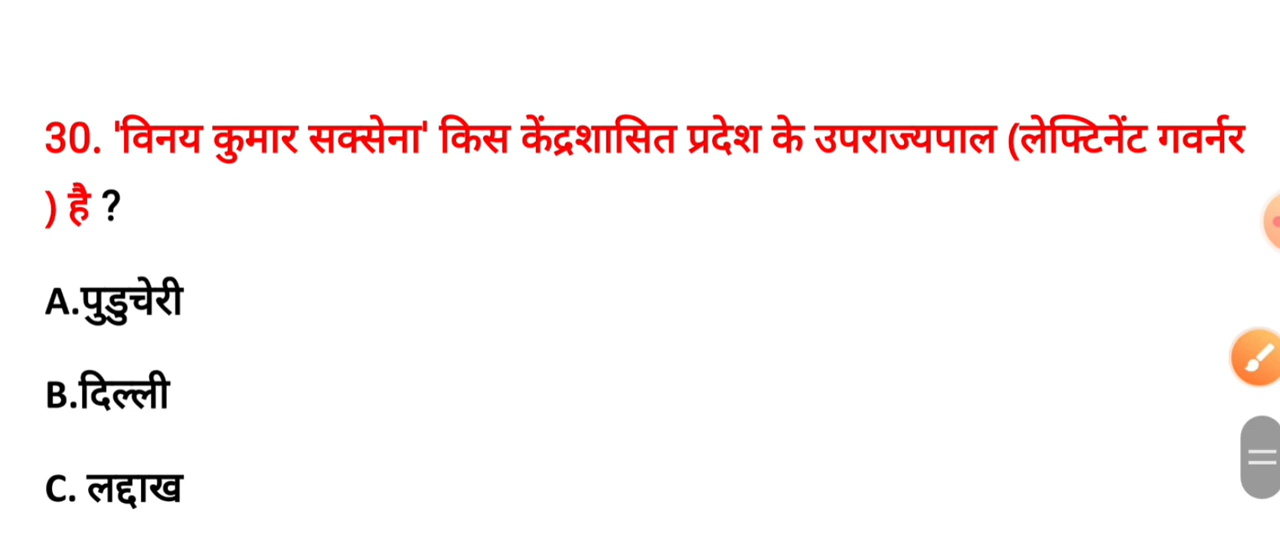 30. 'विनय कुमार सक्सेना' किस केंद्रशासित प्रदेश के उपराज्यपाल (लेफ्टिनेंट गवर्नर
) है ?
A.पुडुचेरी
B.दिल्ली
C. लद्दाख